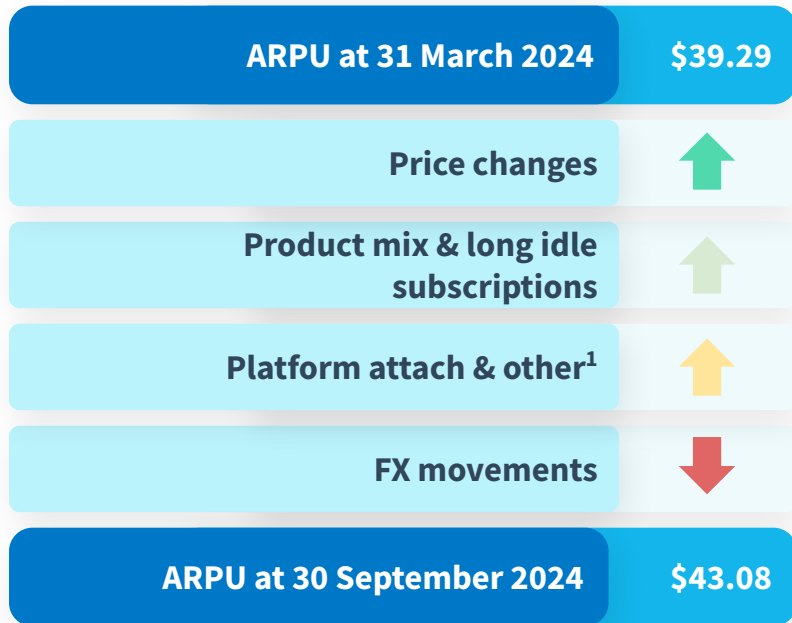 ARPU at 31 March 2024 $39.29
Price changes
Product mix & long idle
subscriptions
Platform attach & other¹
FX movements
ARPU at 30 September 2024 $43.08